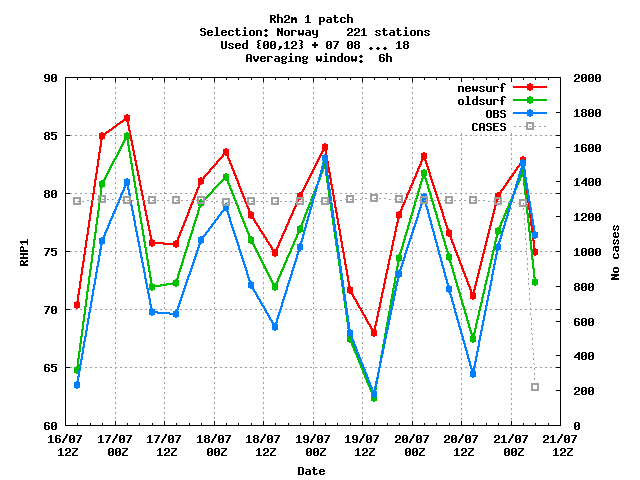 Rh2m 1 patch
Selection: Norway    221 stations
Used {00,12} + 07 08 ... 18
Averaging window:  6h
90
85
80
75
70
65
60
RHP1
2000
1800
1600
1400
1200
1000
800
600
400
200
0
No cases
newsurf
oldsurf
OBS
CASES
16/07 17/07 17/07 18/07 18/07 19/07 19/07 20/07 20/07 21/07 21/07
12Z 00Z 12Z 00Z 12Z 00Z 12Z 00Z 12Z 00Z 12Z
Date